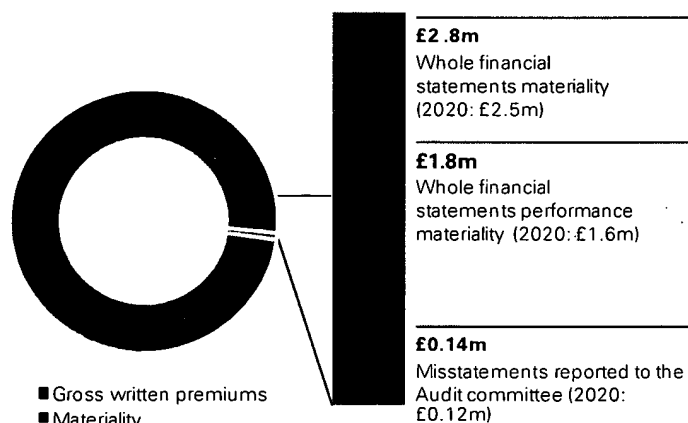 £2.8m
Whole financial
statements materiality
(2020: £2.5m)
£1.8m
Whole financial
statements performance
materiality (2020: £1.6m)
£0.14m
Misstatements reported to the
Audit committee (2020:
£0.12m)
■ Gross written premiums
■ Materiality